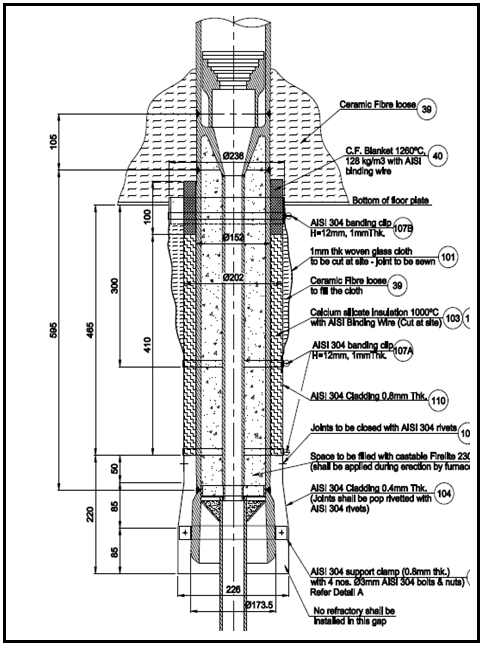 Ceramic Fibre loose
39
105
C.F. Blanket 1260°C,
128 kg/m3 with AISI
binding wire
40
Ø236
Bottom of floor plate
100
AISI 304 banding clip
H=12mm, 1mmThk.
107B
Ø152
1mm thk woven glass cloth
to be cut at site - joint to be sewn
101
300
Ø202
Ceramic Fibre loose
to fill the cloth
39
595
465
410
Calcium silicate Insulation 1000°C
with AISI Binding Wire (Cut at site)
103
1
AISI 304 banding clip
H=12mm, 1mmThk.
107A
AISI 304 Cladding 0.8mm Thk.
110
Joints to be closed with AISI 304 rivets
10
50
Space to be filled with castable Firelite 230
(shall be applied during erection by furnace
220
85
AISI 304 Cladding 0.4mm Thk.
(Joints shall be pop rivetted with
AISI 304 rivets)
104
85
AISI 304 support clamp (0.8mm thk.)
with 4 nos. Ø3mm AISI 304 bolts & nuts)
Refer Detail A
226
Ø173.5
No refractory shall be
installed in this gap